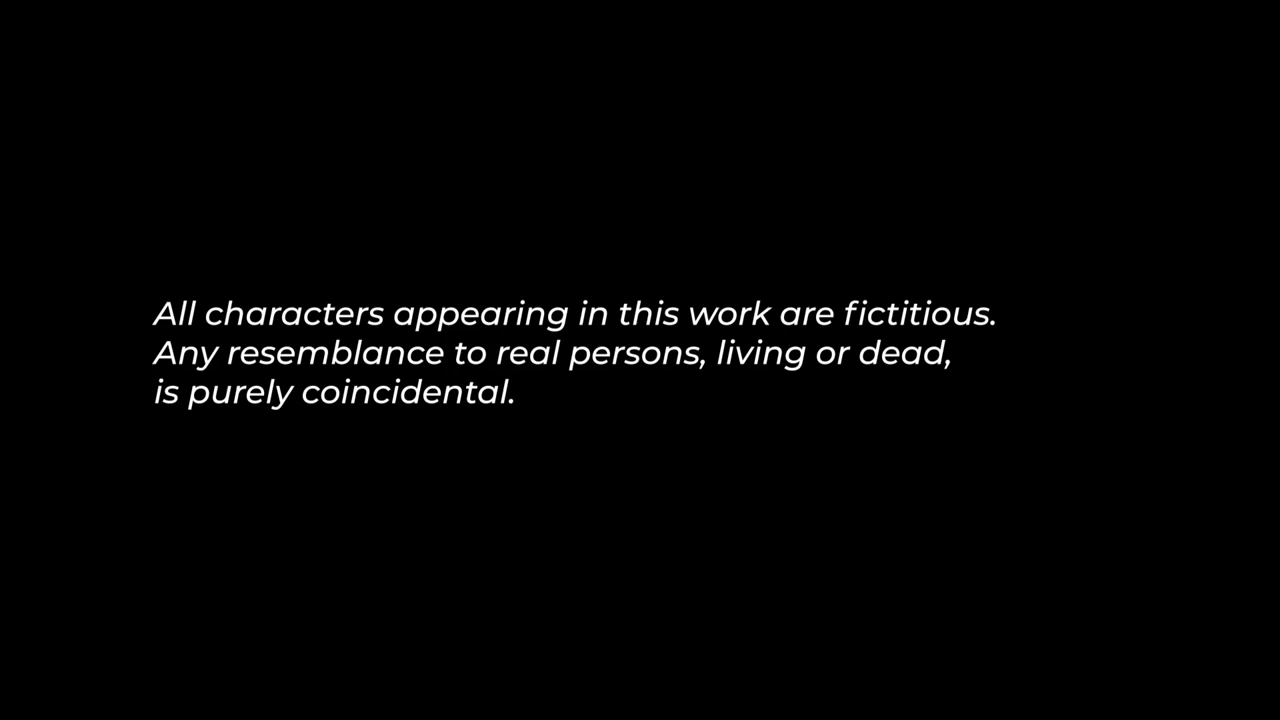 All characters appearing in this work are fictitious.
Any resemblance to real persons, living or dead,
is purely coincidental.